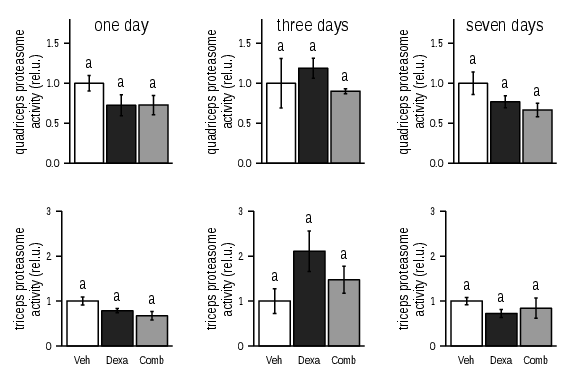 one day
three days
seven days
quadriceps proteasome
activity (rel.u.)
1.5
1.0
0.5
0.0
a
a
a
quadriceps proteasome
activity (rel.u.)
1.5
1.0
0.5
0.0
a
a
a
quadriceps proteasome
activity (rel.u.)
1.5
1.0
0.5
0.0
a
a
a
triceps proteasome
activity (rel.u.)
3
2
1
0
a
a
a
Veh Dexa Comb
triceps proteasome
activity (rel.u.)
3
2
1
0
a
a
a
Veh Dexa Comb
triceps proteasome
activity (rel.u.)
3
2
1
0
a
a
a
Veh Dexa Comb